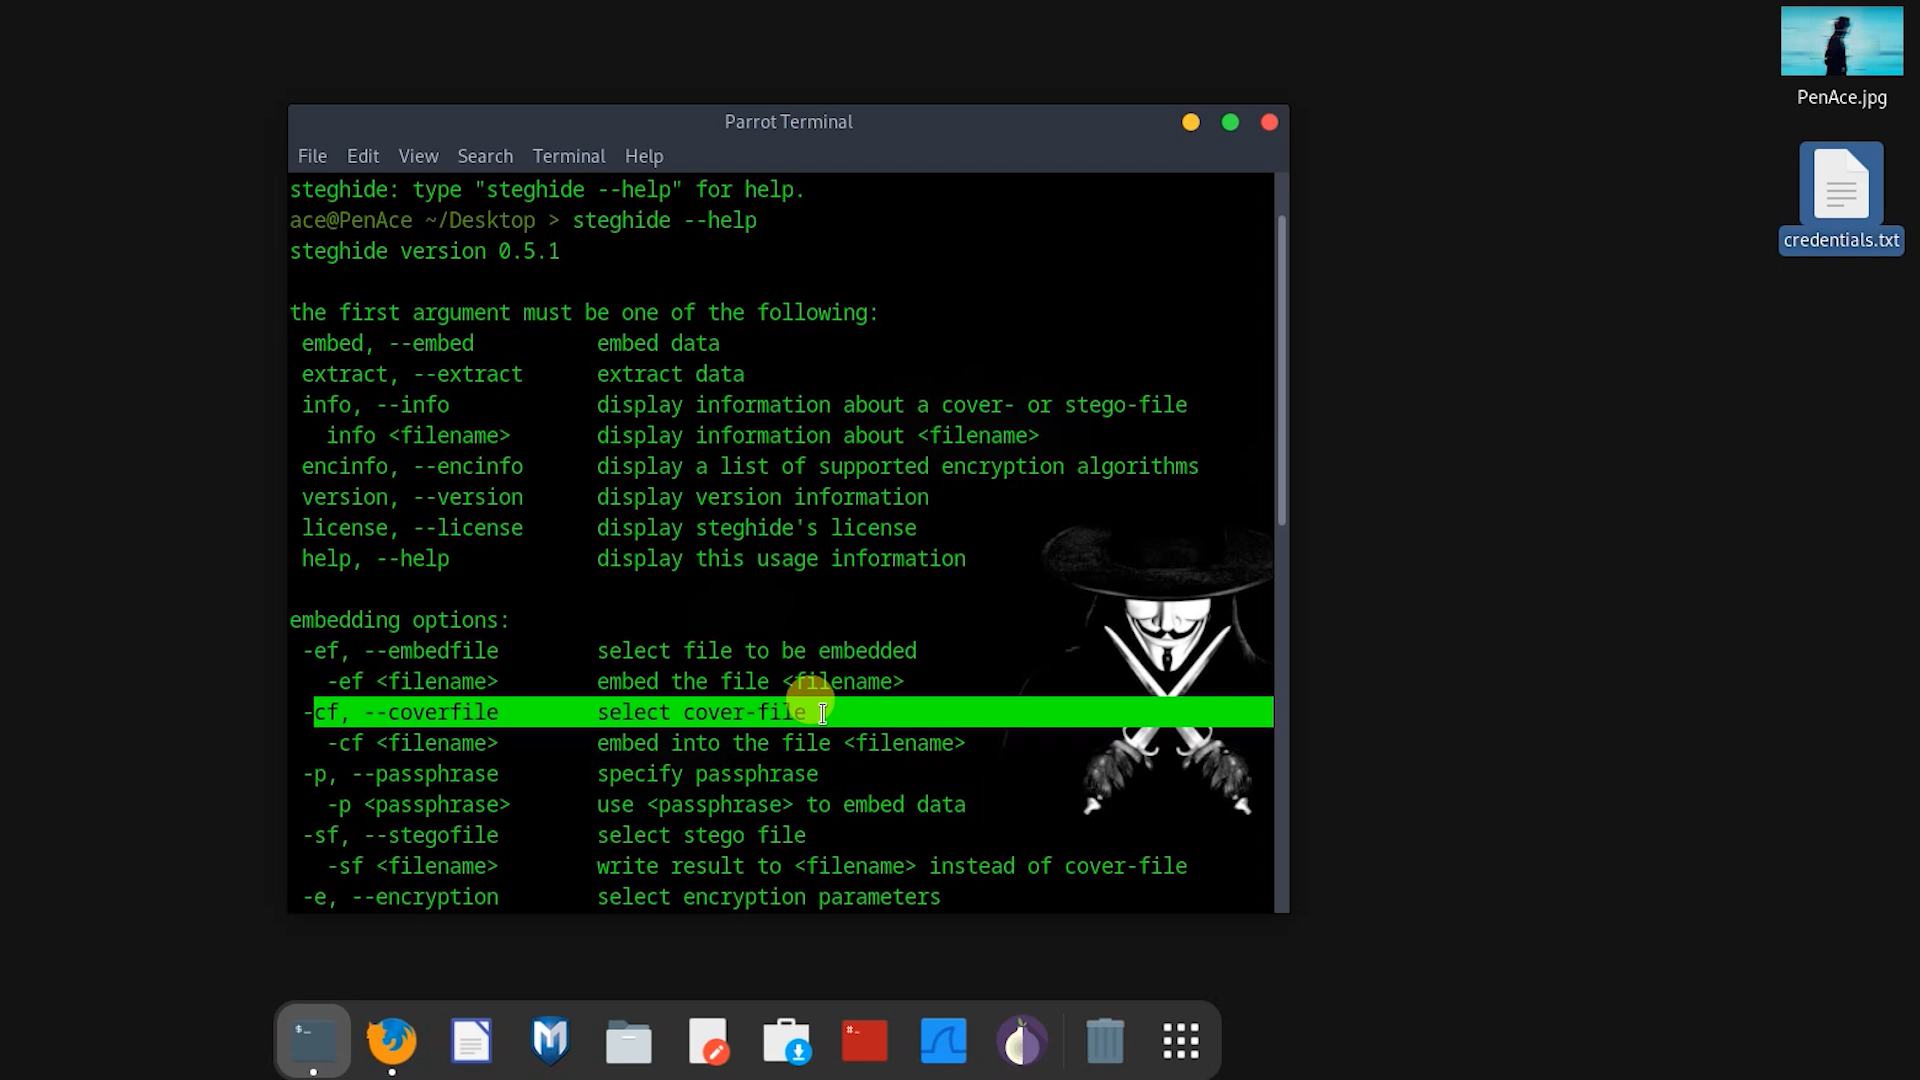 PenAce.jpg
credentials.txt
Parrot Terminal
File Edit View Search Terminal Help
steghide: type "steghide --help" for help.
ace@PenAce ~/Desktop > steghide --help
steghide version 0.5.1
the first argument must be one of the following:
embed, --embed embed data
extract, --extract extract data
info, --info display information about a cover- or stego-file
info <filename> display information about <filename>
encinfo, --encinfo display a list of supported encryption algorithms
version, --version display version information
license, --license display steghide's license
help, --help display this usage information
embedding options:
-ef, --embedfile select file to be embedded
-ef <filename> embed the file <filename>
-cf, --coverfile select cover-file
-cf <filename> embed into the file <filename>
-p, --passphrase specify passphrase
-p <passphrase> use <passphrase> to embed data
-sf, --stegofile select stego file
-sf <filename> write result to <filename> instead of cover-file
-e, --encryption select encryption parameters